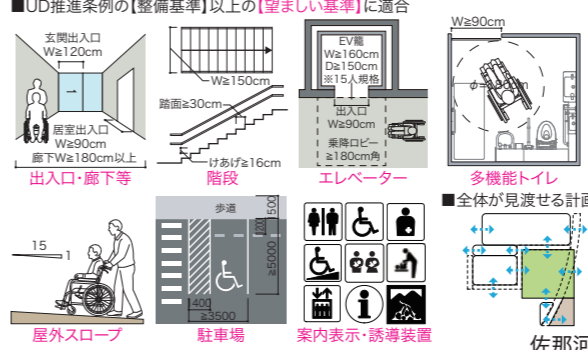 ■UD推進条例の【整備基準】以上の【望ましい基準】に適合
玄関出入口
W≧120cm
居室出入口
W≧90cm
廊下W≧180cm以上
出入口・廊下等
W≧150cm
踏面≧30cm
けあげ≦16cm
階段
EV籠
W≧160cm
D≧150cm
※15人規格
出入口
W≧90cm
乗降ロビー
≧180cm角
エレベーター
W≧90cm
多機能トイレ
15
1
屋外スロープ
歩道
1500
1200
≧5000
1400
≧3500
駐車場
案内表示・誘導装置
■全体が見渡せる計画
佐那河